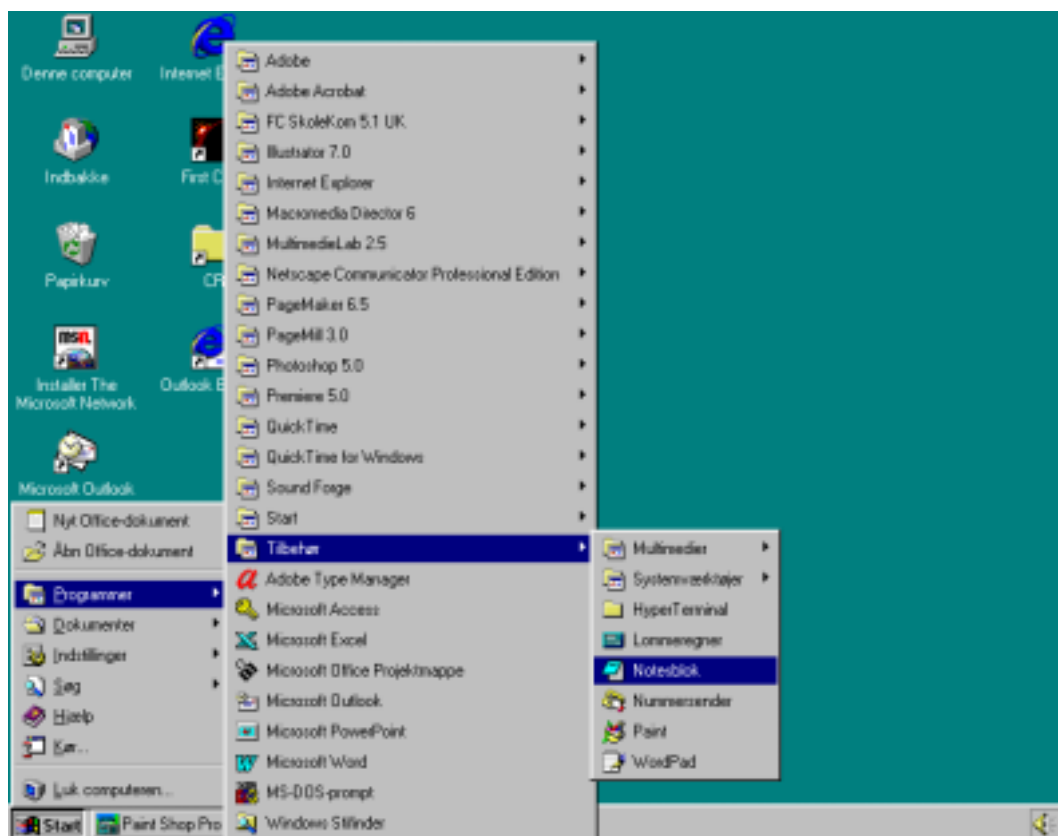 Denne computer
Internet E
Indbakke
First C
Papirkurv
msn.
Installer The
Microsoft Network
Outlook E
Microsoft Outlook
Nyt Office-dokument
Åbn Office-dokument
Programmer
Dokumenter
Indstillinger
Søg
Hjælp
Kør...
Luk computeren...
Adobe
Adobe Acrobat
FC SkoleKom 5.1 UK
Illustrator 7.0
Internet Explorer
Macromedia Director 6
MultimedieLab 2.5
Netscape Communicator Professional Edition
PageMaker 6.5
PageMill 3.0
Photoshop 5.0
Premiere 5.0
QuickTime
QuickTime for Windows
Sound Forge
Start
Tilbehør
Adobe Type Manager
Microsoft Access
Microsoft Excel
Microsoft Office Projektmappe
Microsoft Outlook
Microsoft PowerPoint
Microsoft Word
MS-DOS-prompt
Windows Stifinder
Multimedier
Systemværktøjer
HyperTerminal
Lommeregner
Notesblok
Nummersender
Paint
WordPad
Start
Paint Shop Pro